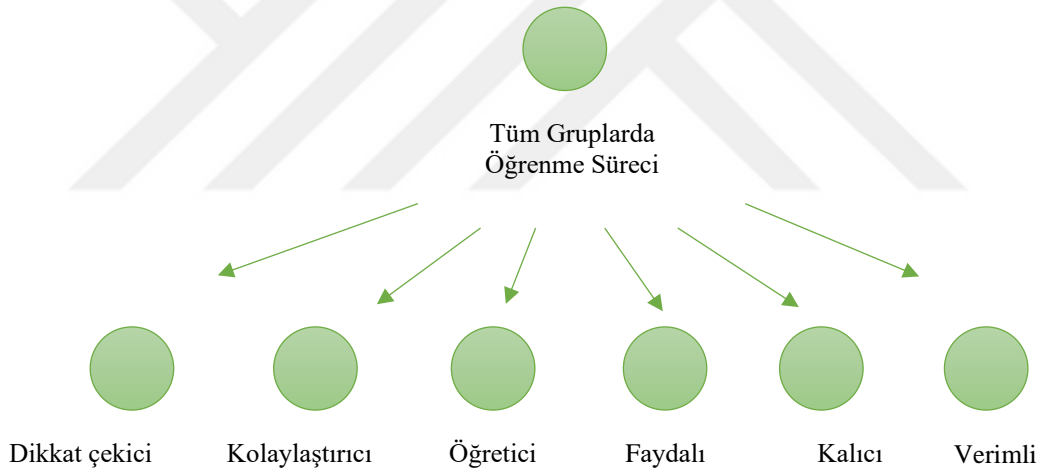 Tüm Gruplarda
Öğrenme Süreci
Dikkat çekici Kolaylaştırıcı Öğretici Faydalı Kalıcı Verimli